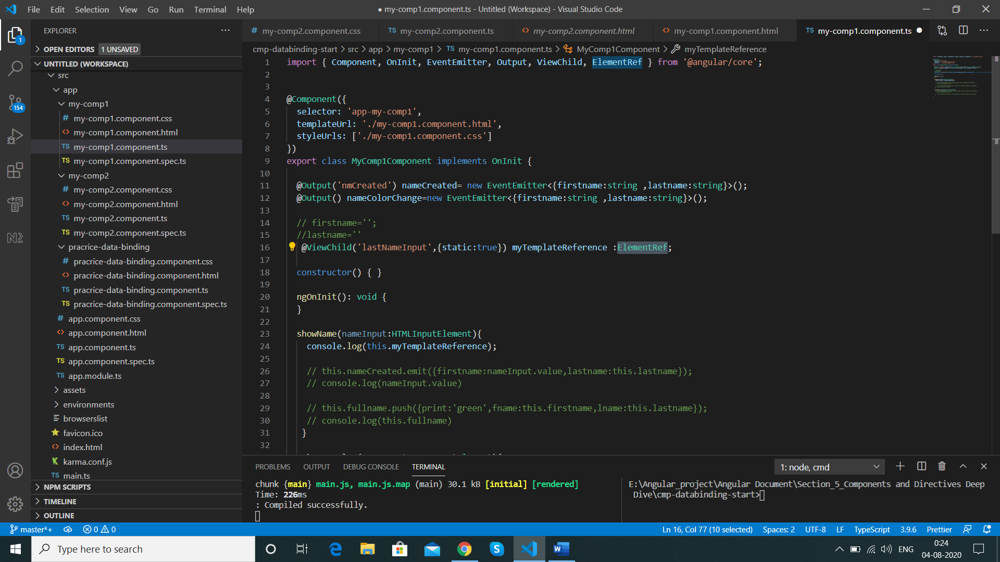 File Edit Selection View Go Run Terminal Help
● my-comp1.component.ts - Untitled (Workspace) - Visual Studio Code
EXPLORER
OPEN EDITORS 1 UNSAVED
UNTITLED (WORKSPACE)
src
app
my-comp1
# my-comp1.component.css
<> my-comp1.component.html
TS my-comp1.component.ts
TS my-comp1.component.spec.ts
my-comp2
# my-comp2.component.css
<> my-comp2.component.html
TS my-comp2.component.ts
TS my-comp2.component.spec.ts
pracrice-data-binding
# pracrice-data-binding.component.css
<> pracrice-data-binding.component.html
TS pracrice-data-binding.component.ts
TS pracrice-data-binding.component.spec.ts
# app.component.css
<> app.component.html
TS app.component.ts
TS app.component.spec.ts
TS app.module.ts
assets
environments
browserslist
favicon.ico
<> index.html
karma.conf.js
TS main.ts
NPM SCRIPTS
TIMELINE
OUTLINE
1
154
# my-comp2.component.css
TS my-comp2.component.ts
<> my-comp2.component.html
<> my-comp1.component.html
TS my-comp1.component.ts ●
cmp-databinding-start > src > app > my-comp1 > TS my-comp1.component.ts > MyComp1Component > myTemplateReference
1 import { Component, OnInit, EventEmitter, Output, ViewChild, ElementRef } from '@angular/core';
2
3
4 @Component({
5 selector: 'app-my-comp1',
6 templateUrl: './my-comp1.component.html',
7 styleUrls: ['./my-comp1.component.css']
8 })
9 export class MyComp1Component implements OnInit {
10
11 @Output('nmCreated') nameCreated= new EventEmitter<{firstname:string ,lastname:string}>();
12 @Output() nameColorChange=new EventEmitter<{firstname:string ,lastname:string}>();
13
14 // firstname='';
15 //lastname=''
16 @ViewChild('lastNameInput',{static:true}) myTemplateReference :ElementRef;
17
18 constructor() { }
19
20 ngOnInit(): void {
21 }
22
23 showName(nameInput:HTMLInputElement){
24 console.log(this.myTemplateReference);
25
26 // this.nameCreated.emit({firstname:nameInput.value,lastname:this.lastname});
27 // console.log(nameInput.value)
28
29 // this.fullname.push({print:'green',fname:this.firstname,lname:this.lastname});
30 // console.log(this.fullname)
31 }
32
PROBLEMS OUTPUT DEBUG CONSOLE TERMINAL
1: node, cmd
chunk {main} main.js, main.js.map (main) 30.1 kB [initial] [rendered]
Time: 226ms
: Compiled successfully.
E:\Angular_project\Angular Document\Section_5_Components and Directives Deep
Dive\cmp-databinding-start>
master*+ 0 0
Ln 16, Col 77 (10 selected) Spaces: 2 UTF-8 LF TypeScript 3.9.6 Prettier
Type here to search
ENG
0:24
04-08-2020